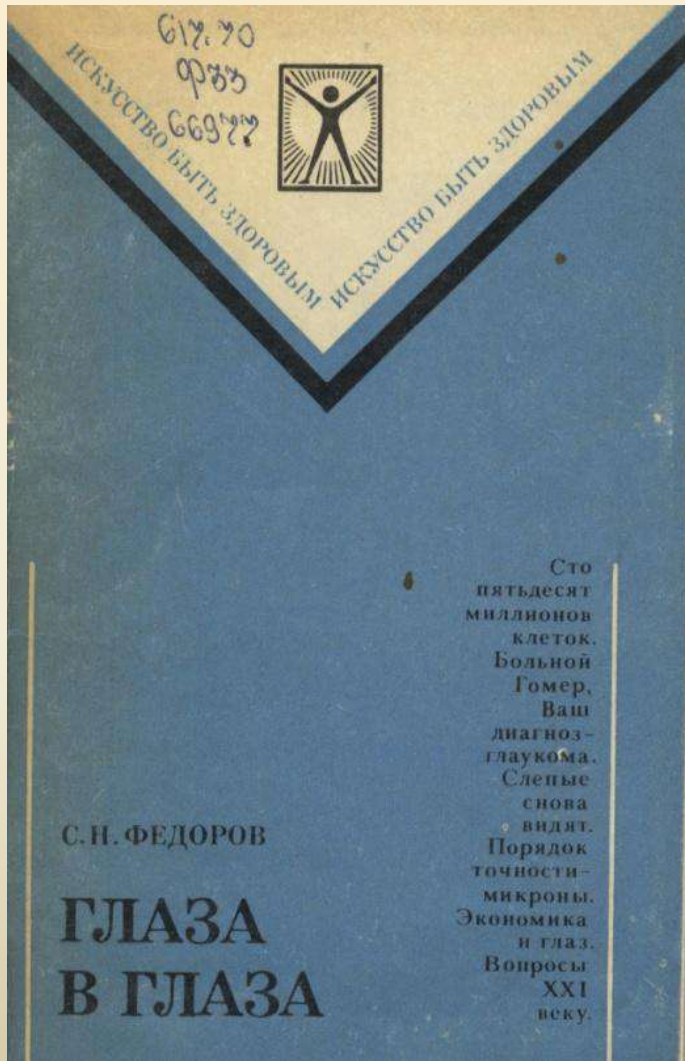 617.70
Ф33
66977
ИСКУССТВО БЫТЬ ЗДОРОВЫМ
ИСКУССТВО БЫТЬ ЗДОРОВЫМ
Сто
пятьдесят
миллионов
клеток.
Больной
Гомер,
Ваш
диагноз-
глаукома.
Слепые
снова
видят.
Порядок
точности-
микроны.
Экономика
и глаз.
Вопросы
XXI
веку.
С.Н.ФЕДОРОВ
ГЛАЗА
В ГЛАЗА